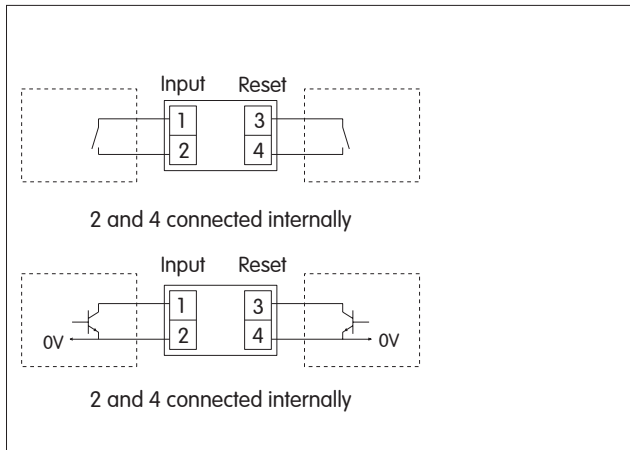 Input Reset
1 3
2 4
2 and 4 connected internally
Input Reset
1 3
2 4
0V 0V
2 and 4 connected internally